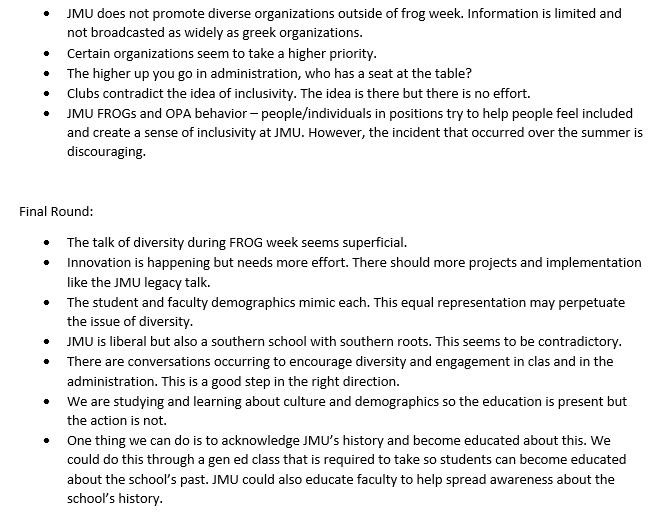 • JMU does not promote diverse organizations outside of frog week. Information is limited and
not broadcasted as widely as greek organizations.
• Certain organizations seem to take a higher priority.
• The higher up you go in administration, who has a seat at the table?
• Clubs contradict the idea of inclusivity. The idea is there but there is no effort.
• JMU FROGs and OPA behavior – people/individuals in positions try to help people feel included
and create a sense of inclusivity at JMU. However, the incident that occurred over the summer is
discouraging.
Final Round:
• The talk of diversity during FROG week seems superficial.
• Innovation is happening but needs more effort. There should more projects and implementation
like the JMU legacy talk.
• The student and faculty demographics mimic each. This equal representation may perpetuate
the issue of diversity.
• JMU is liberal but also a southern school with southern roots. This seems to be contradictory.
• There are conversations occurring to encourage diversity and engagement in clas and in the
administration. This is a good step in the right direction.
• We are studying and learning about culture and demographics so the education is present but
the action is not.
• One thing we can do is to acknowledge JMU's history and become educated about this. We
could do this through a gen ed class that is required to take so students can become educated
about the school's past. JMU could also educate faculty to help spread awareness about the
school's history.